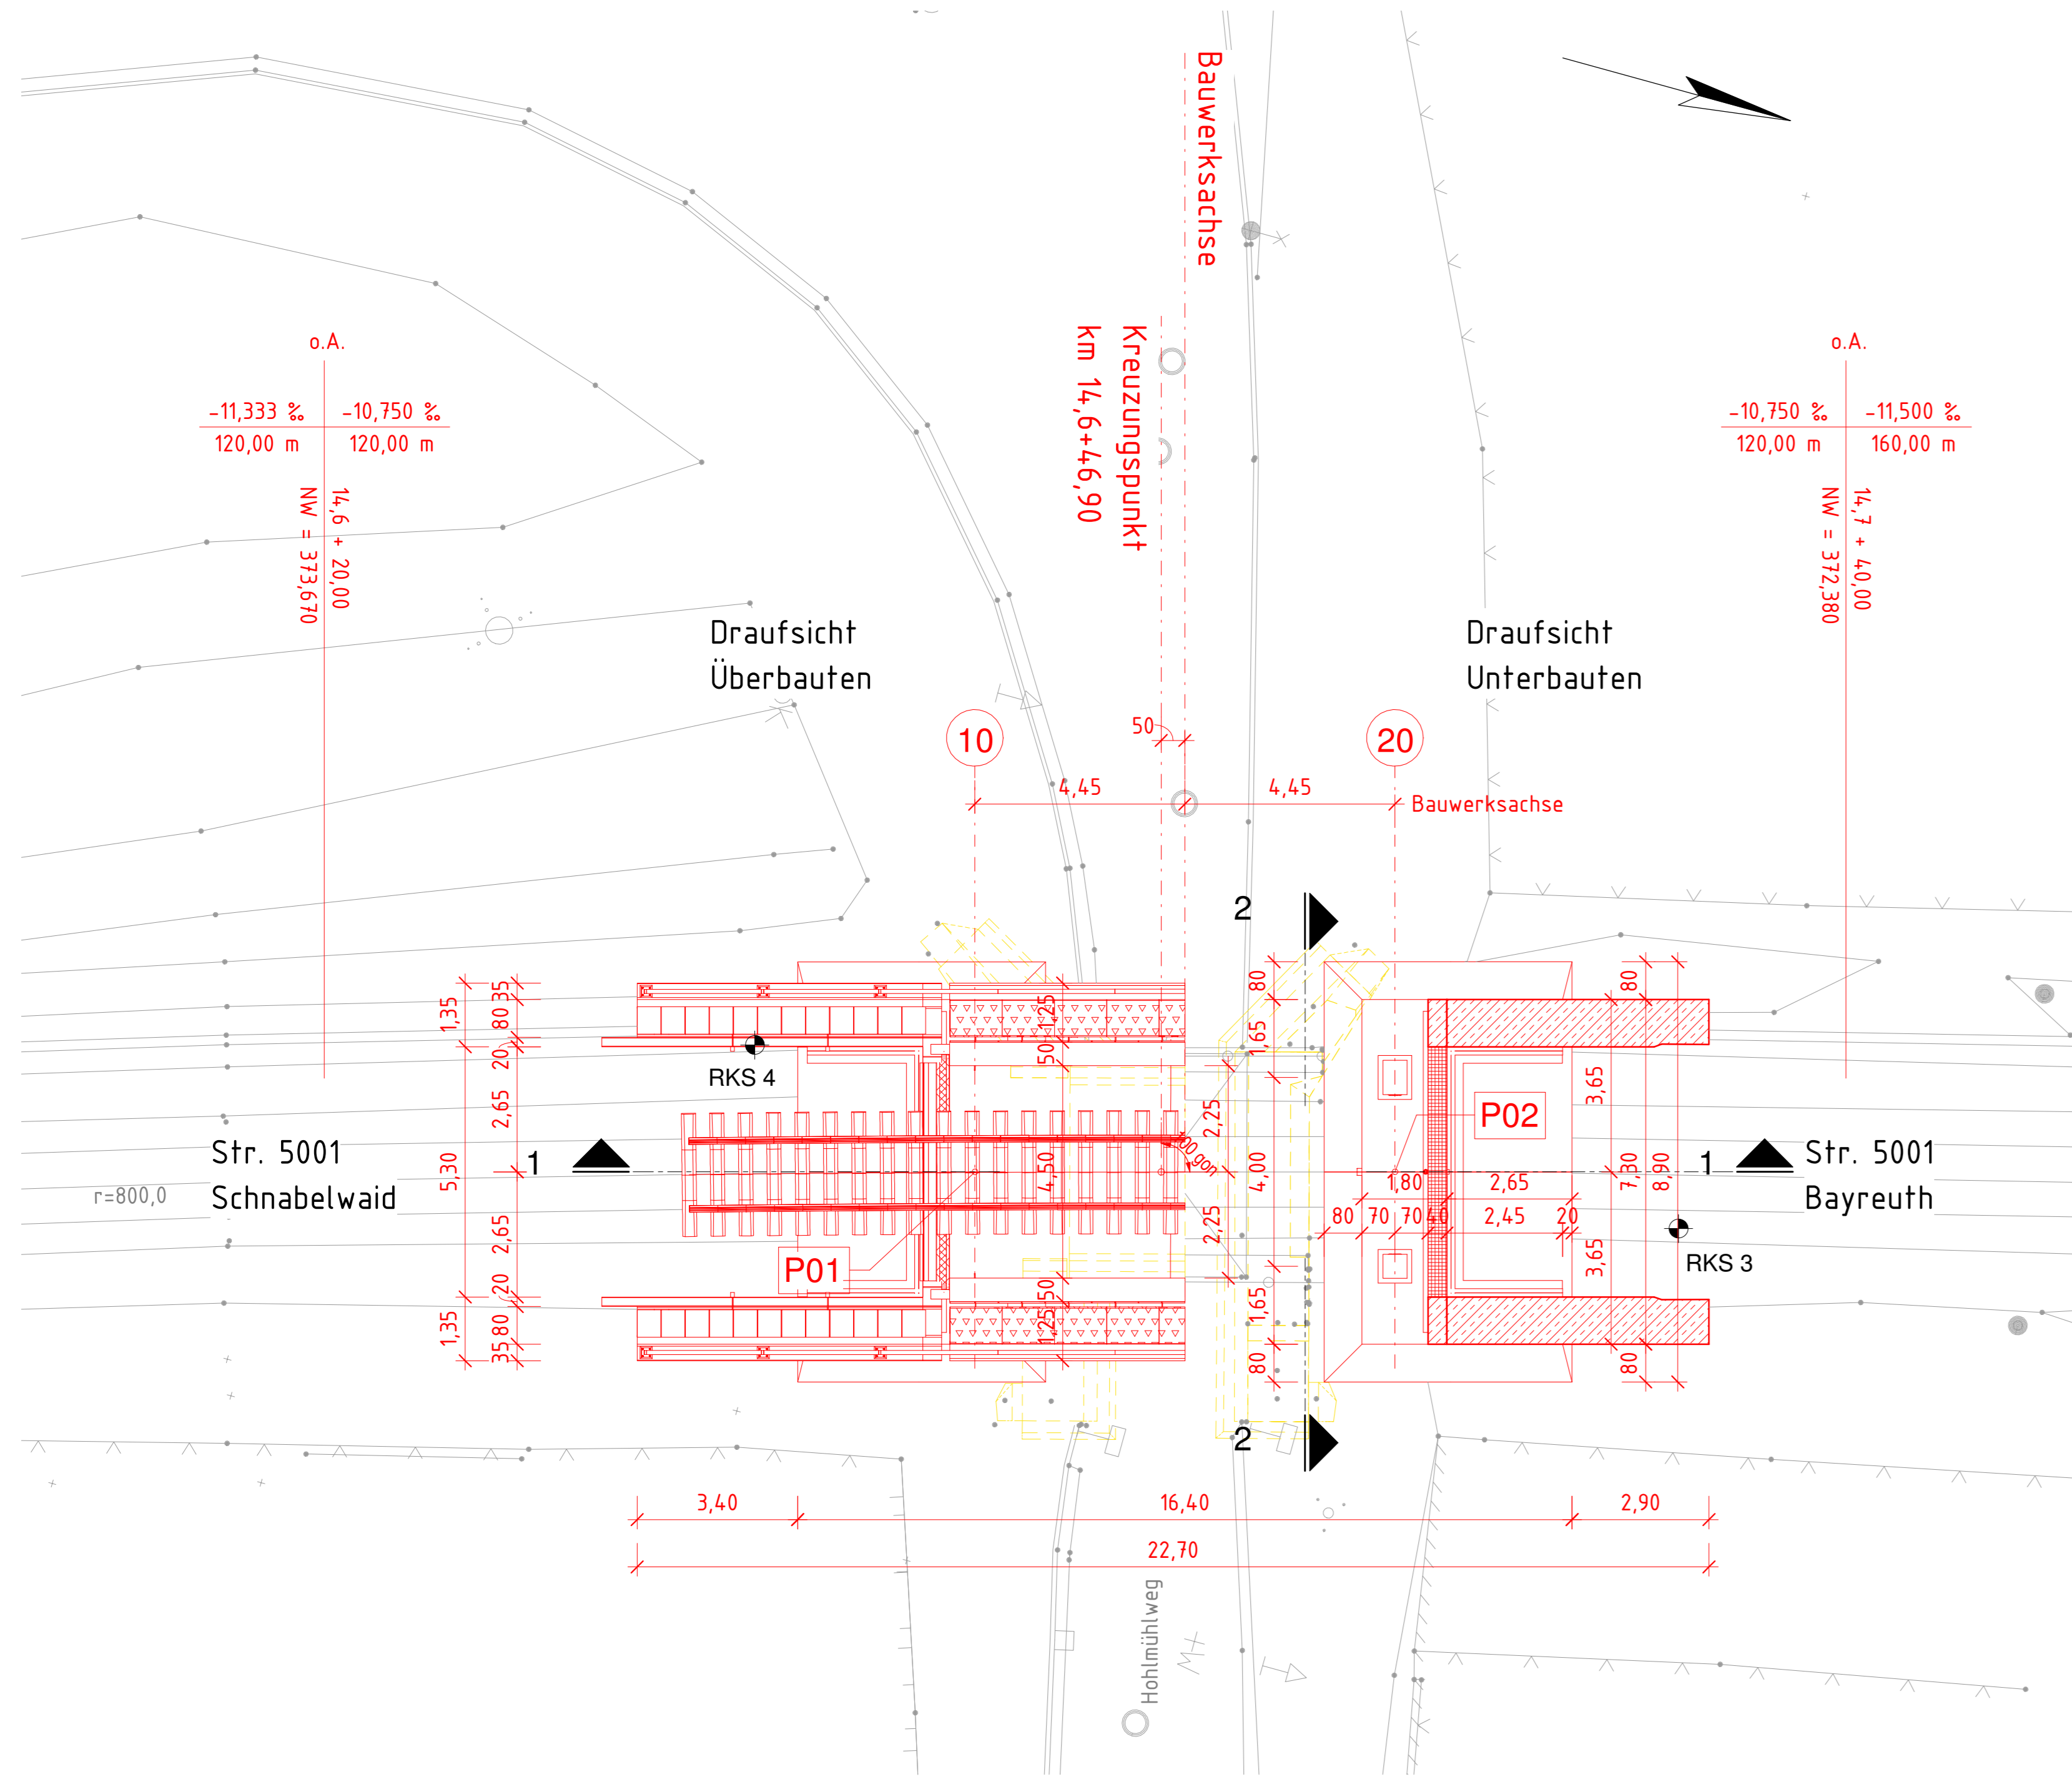 Bauwerksachse
Kreuzungspunkt
km 14,6+46,90
o.A.
-11,333 ‰
-10,750 ‰
120,00 m
120,00 m
14,6 + 20,00
NW = 373,670
o.A.
-10,750 ‰
-11,500 ‰
120,00 m
160,00 m
14,7 + 40,00
NW = 372,380
Draufsicht
Überbauten
Draufsicht
Unterbauten
50
10
20
4,45
4,45
Bauwerksachse
2
1,35
35
80
20
2,65
5,30
2,65
20
80
35
1,35
RKS 4
1,25
50
4,50
50
1,25
2,25
2,25
100 gon
80
1,65
4,00
1,65
80
P01
P02
1,80
2,65
80
70
70
40
2,45
20
3,65
3,65
80
7,30
8,90
80
RKS 3
Str. 5001
Schnabelwaid
r=800,0
1
1
Str. 5001
Bayreuth
2
3,40
16,40
2,90
22,70
Hohlmühlweg